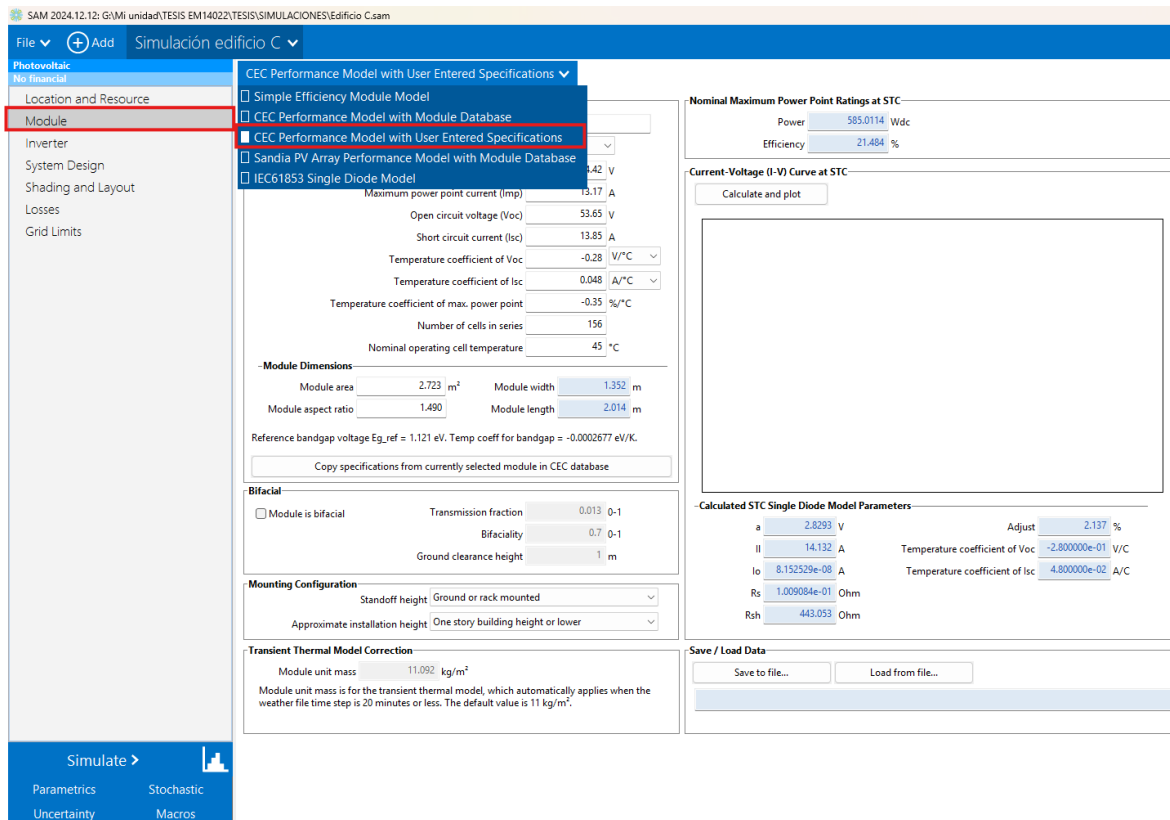 SAM 2024.12.12: G:\Mi unidad\TESIS EM14022\TESIS\SIMULACIONES\Edificio C.sam
File Add Simulación edificio C
Photovoltaic
No financial
Location and Resource
Module
Inverter
System Design
Shading and Layout
Losses
Grid Limits
CEC Performance Model with User Entered Specifications
Simple Efficiency Module Model
CEC Performance Model with Module Database
CEC Performance Model with User Entered Specifications
Sandia PV Array Performance Model with Module Database
IEC61853 Single Diode Model
V
Maximum power point current (Imp) 13.17 A
Open circuit voltage (Voc) 53.65 V
Short circuit current (Isc) 13.85 A
Temperature coefficient of Voc -0.28 V/°C
Temperature coefficient of Isc 0.048 A/°C
Temperature coefficient of max. power point -0.35 %/°C
Number of cells in series 156
Nominal operating cell temperature 45 °C
Module Dimensions
Module area 2.723 m² Module width 1.352 m
Module aspect ratio 1.490 Module length 2.014 m
Reference bandgap voltage Eg_ref = 1.121 eV. Temp coeff for bandgap = -0.0002677 eV/K.
Copy specifications from currently selected module in CEC database
Bifacial
Module is bifacial Transmission fraction 0.013 0-1
Bifaciality 0.7 0-1
Ground clearance height 1 m
Mounting Configuration
Standoff height Ground or rack mounted
Approximate installation height One story building height or lower
Transient Thermal Model Correction
Module unit mass 11.092 kg/m²
Module unit mass is for the transient thermal model, which automatically applies when the
weather file time step is 20 minutes or less. The default value is 11 kg/m².
Nominal Maximum Power Point Ratings at STC
Power 585.0114 Wdc
Efficiency 21.484 %
Current-Voltage (I-V) Curve at STC
Calculate and plot
Calculated STC Single Diode Model Parameters
a 2.8293 V Adjust 2.137 %
Il 14.132 A Temperature coefficient of Voc -2.800000e-01 V/C
Io 8.152529e-08 A Temperature coefficient of Isc 4.800000e-02 A/C
Rs 1.009084e-01 Ohm
Rsh 443.053 Ohm
Save / Load Data
Save to file... Load from file...
Simulate >
Parametrics Stochastic
Uncertainty Macros